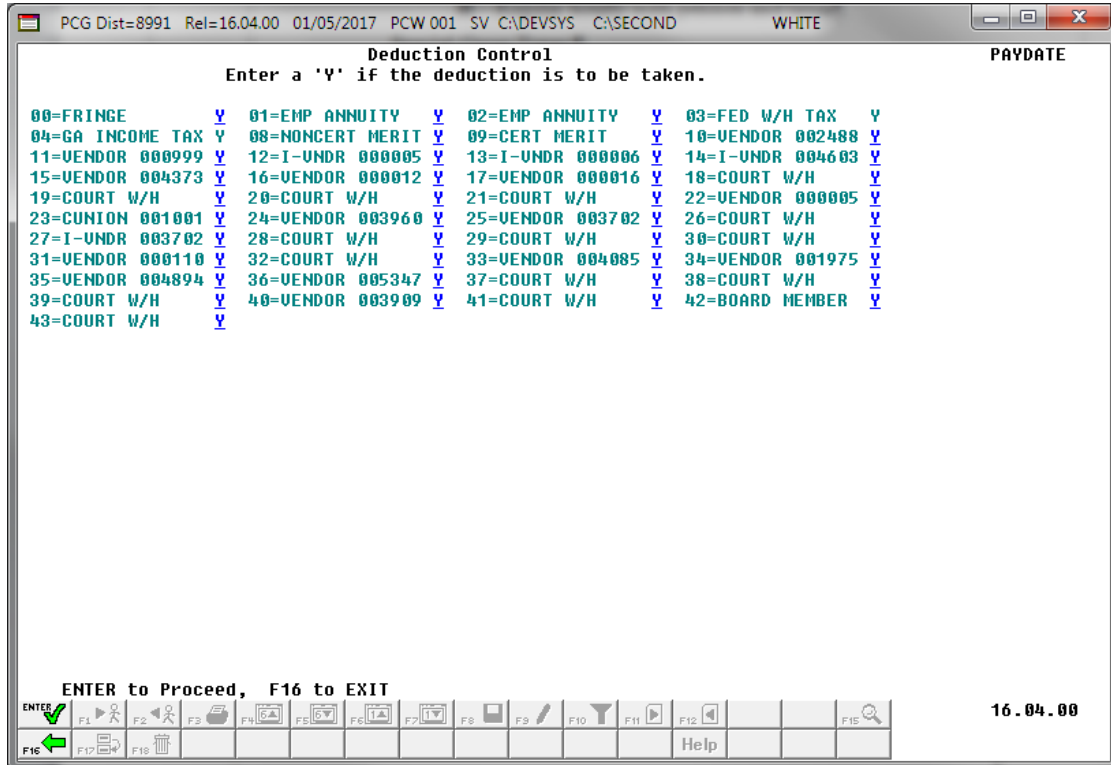 PCG Dist=8991 Rel=16.04.00 01/05/2017 PCW 001 SV C:\DEVSYS C:\SECOND WHITE
Deduction Control PAYDATE
Enter a 'Y' if the deduction is to be taken.
00=FRINGE Y 01=EMP ANNUITY Y 02=EMP ANNUITY Y 03=FED W/H TAX Y
04=GA INCOME TAX Y 08=NONCERT MERIT Y 09=CERT MERIT Y 10=VENDOR 002488 Y
11=VENDOR 000999 Y 12=I-VNDR 000005 Y 13=I-VNDR 000006 Y 14=I-VNDR 004603 Y
15=VENDOR 004373 Y 16=VENDOR 000012 Y 17=VENDOR 000016 Y 18=COURT W/H Y
19=COURT W/H Y 20=COURT W/H Y 21=COURT W/H Y 22=VENDOR 000005 Y
23=CUNION 001001 Y 24=VENDOR 003960 Y 25=VENDOR 003702 Y 26=COURT W/H Y
27=I-VNDR 003702 Y 28=COURT W/H Y 29=COURT W/H Y 30=COURT W/H Y
31=VENDOR 000110 Y 32=COURT W/H Y 33=VENDOR 004085 Y 34=VENDOR 001975 Y
35=VENDOR 004894 Y 36=VENDOR 005347 Y 37=COURT W/H Y 38=COURT W/H Y
39=COURT W/H Y 40=VENDOR 003909 Y 41=COURT W/H Y 42=BOARD MEMBER Y
43=COURT W/H Y
ENTER to Proceed, F16 to EXIT
ENTER F1 F2 F3 F4 F5 F6 F7 F8 F9 F10 F11 F12 F15 16.04.00
F16 F17 F18 Help